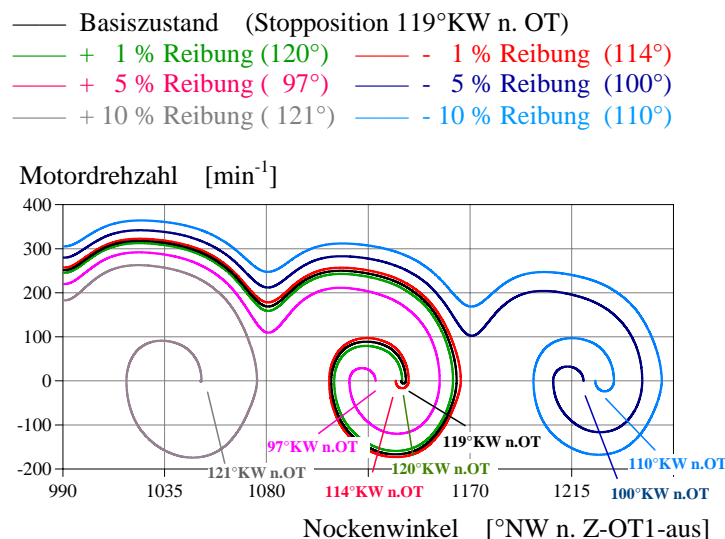 Basiszustand (Stopposition 119°KW n. OT)
+ 1 % Reibung (120°) - 1 % Reibung (114°)
+ 5 % Reibung ( 97°) - 5 % Reibung (100°)
+ 10 % Reibung ( 121°) - 10 % Reibung (110°)
Motordrehzahl [min-1]
400
300
200
100
0
-100
-200
97°KW n.OT
119°KW n.OT
121°KW n.OT
120°KW n.OT
110°KW n.OT
114°KW n.OT
100°KW n.OT
990 1035 1080 1170 1215
Nockenwinkel [°NW n. Z-OT1-aus]